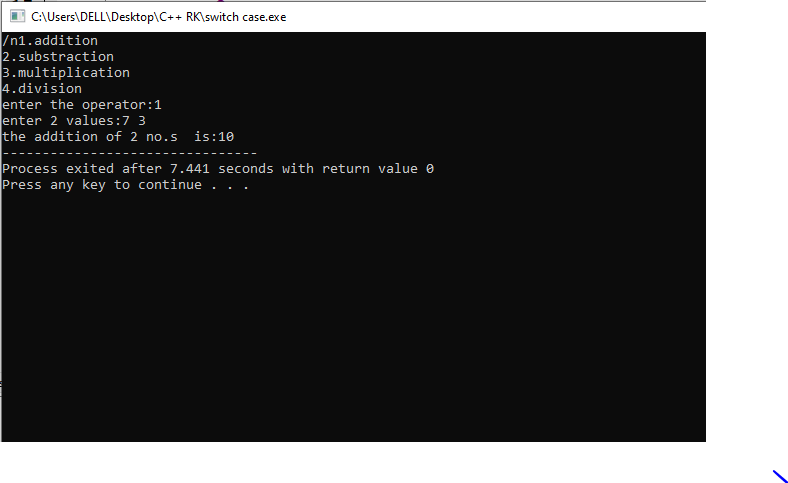 C:\Users\DELL\Desktop\C++ RK\switch case.exe
/n1.addition
2.substraction
3.multiplication
4.division
enter the operator:1
enter 2 values:7 3
the addition of 2 no.s  is:10
--------------------------------
Process exited after 7.441 seconds with return value 0
Press any key to continue . . .